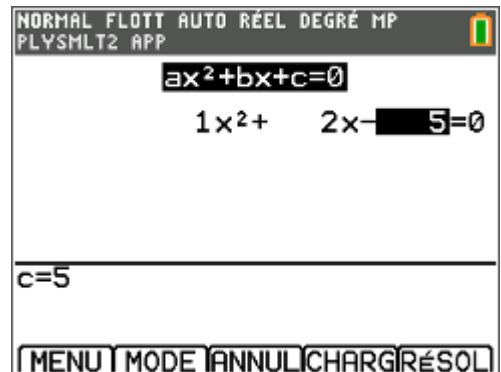 NORMAL FLOTT AUTO RÉEL DEGRÉ MP
PLYSMLT2 APP
ax²+bx+c=0
1x²+ 2x- 5=0
c=5
MENU MODE ANNUL CHARG RÉSOL